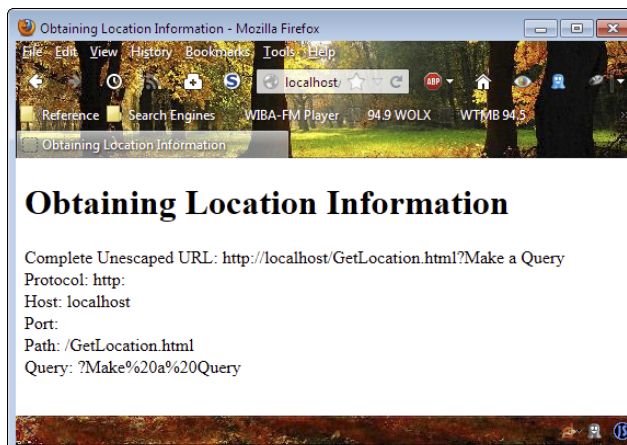 Obtaining Location Information - Mozilla Firefox
File Edit View History Bookmarks Tools Help
S localhost/ ABP
Reference Search Engines WIBA-FM Player 94.9 WOLX WTMB 94.5
Obtaining Location Information
Obtaining Location Information
Complete Unescaped URL: http://localhost/GetLocation.html?Make a Query
Protocol: http:
Host: localhost
Port:
Path: /GetLocation.html
Query: ?Make%20a%20Query